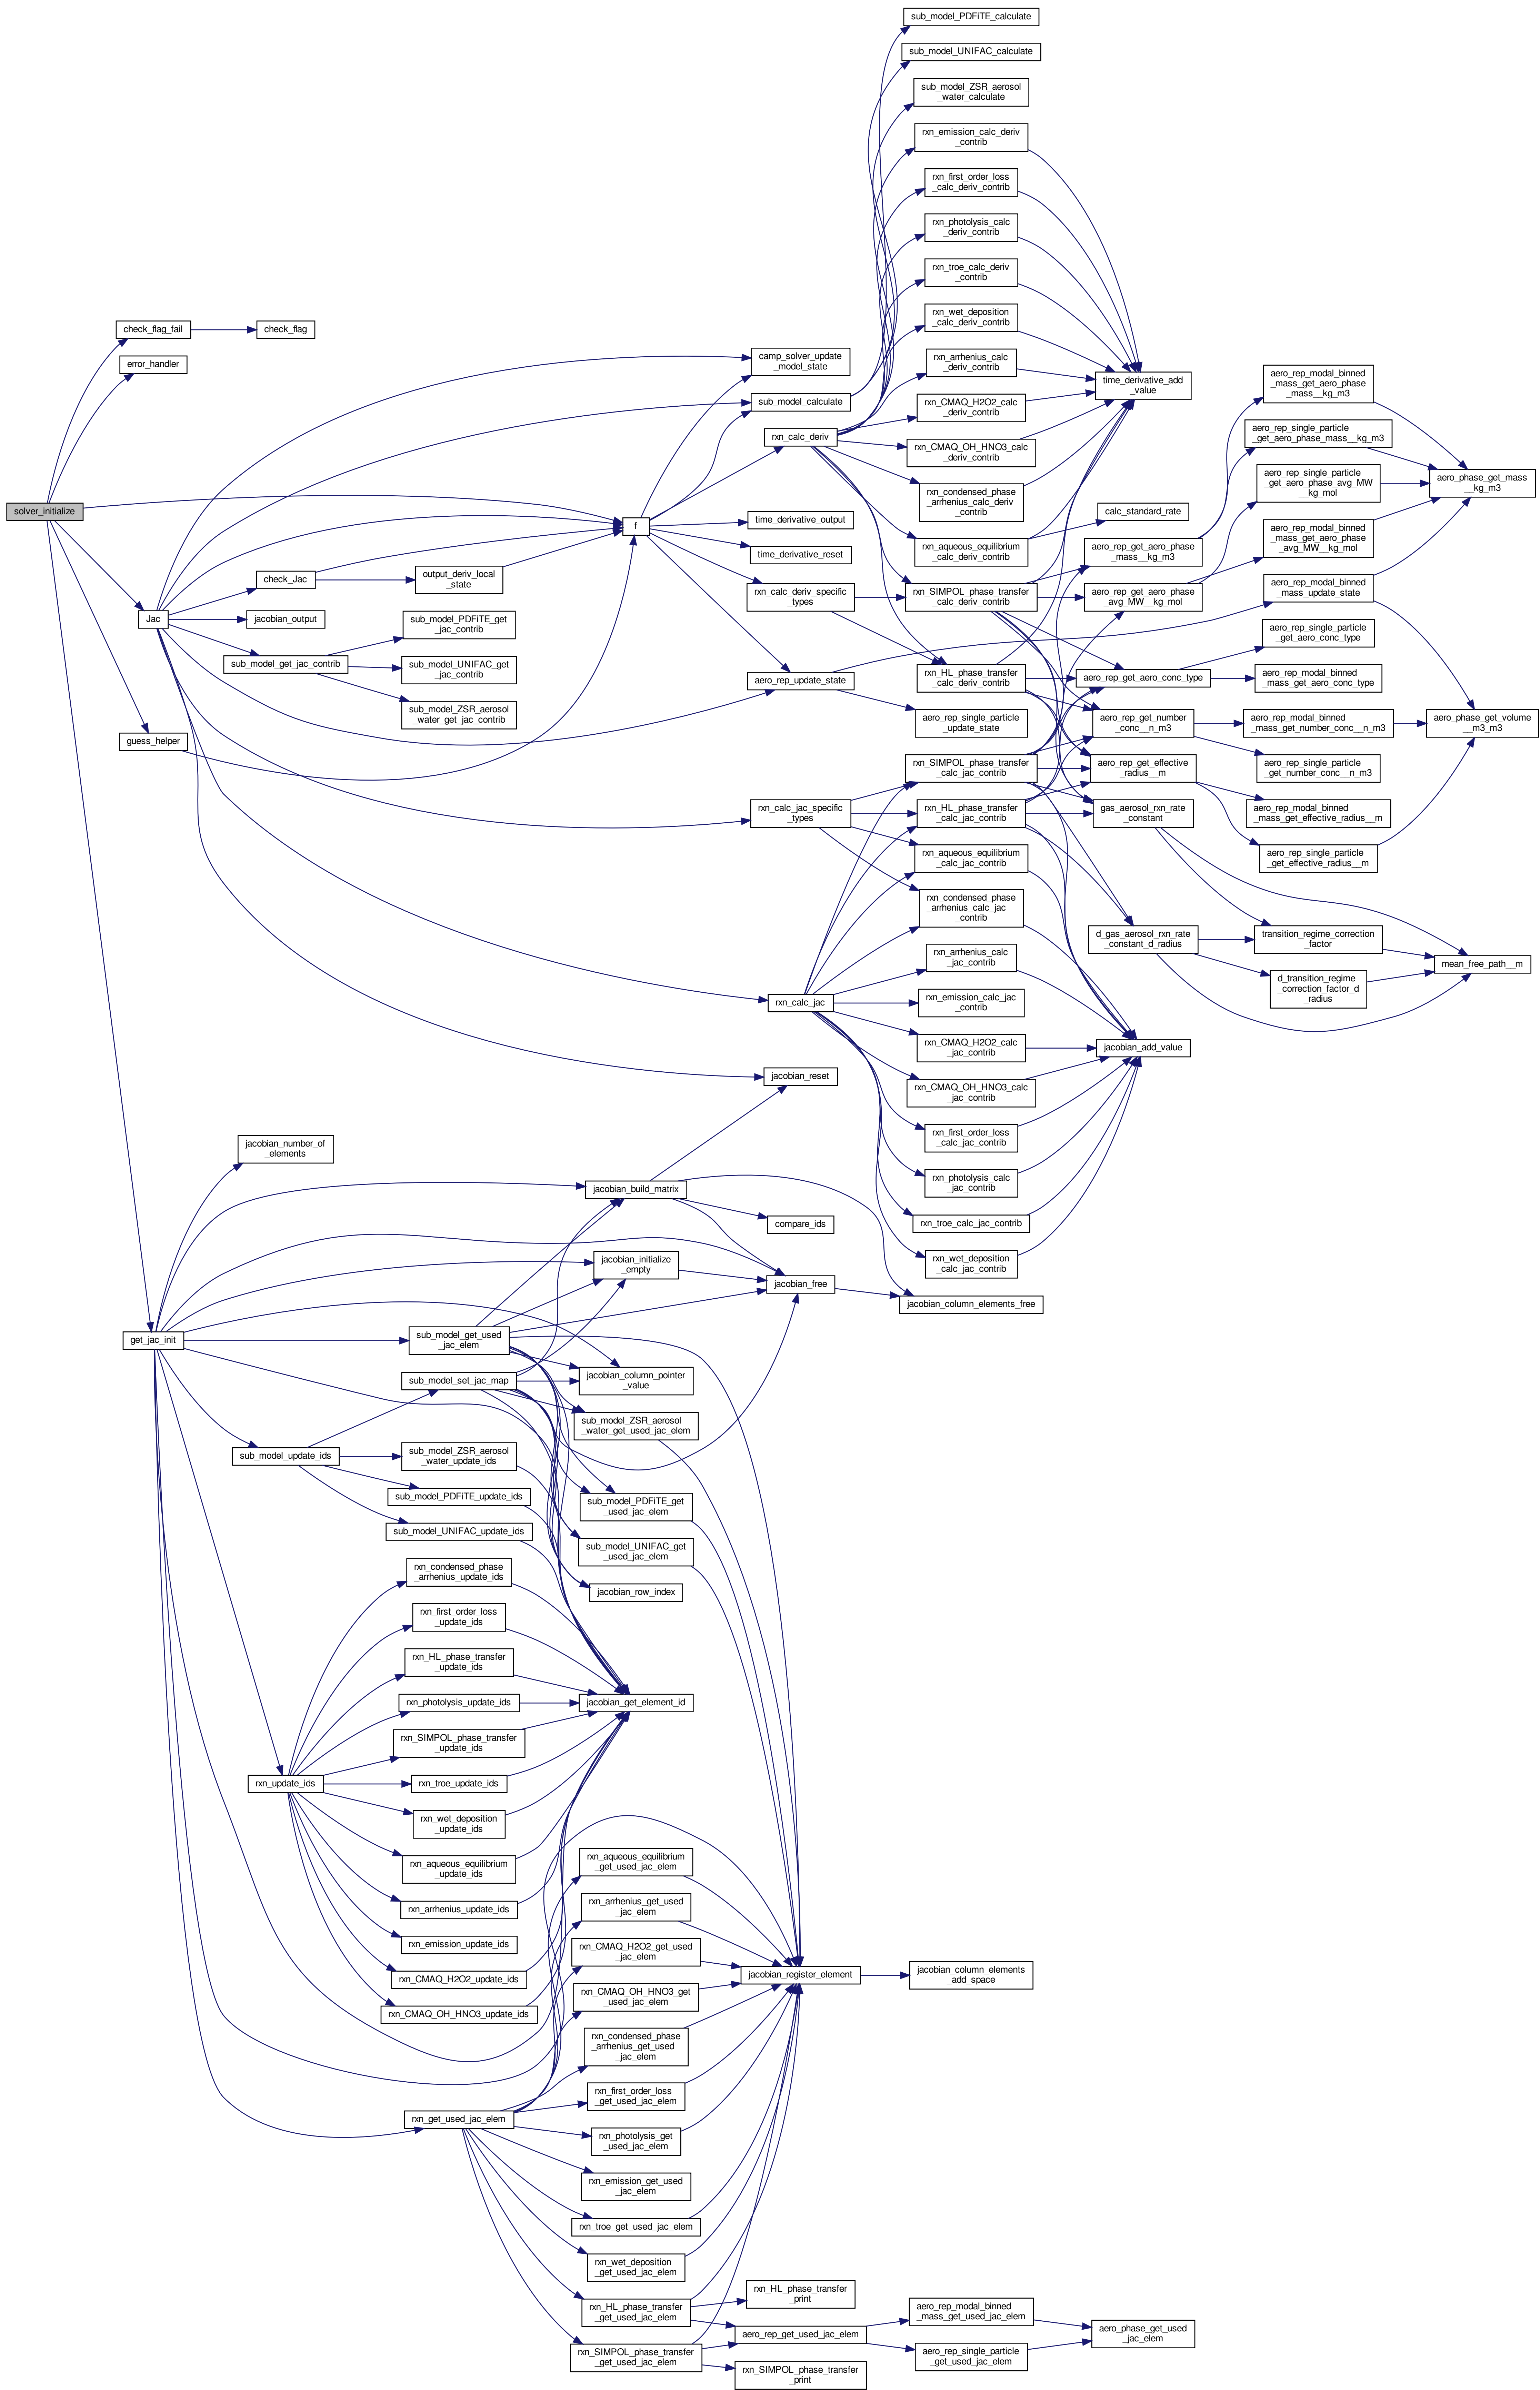 sub_model_PDFiTE_calculate
sub_model_UNIFAC_calculate
sub_model_ZSR_aerosol
_water_calculate
rxn_emission_calc_deriv
_contrib
rxn_first_order_loss
_calc_deriv_contrib
rxn_photolysis_calc
_deriv_contrib
rxn_troe_calc_deriv
_contrib
rxn_wet_deposition
_calc_deriv_contrib
rxn_arrhenius_calc
_deriv_contrib
rxn_CMAQ_H2O2_calc
_deriv_contrib
rxn_CMAQ_OH_HNO3_calc
_deriv_contrib
rxn_condensed_phase
_arrhenius_calc_deriv
_contrib
rxn_aqueous_equilibrium
_calc_deriv_contrib
rxn_SIMPOL_phase_transfer
_calc_deriv_contrib
rxn_HL_phase_transfer
_calc_deriv_contrib
aero_rep_single_particle
_update_state
time_derivative_add
_value
calc_standard_rate
aero_rep_get_aero_phase
_mass__kg_m3
aero_rep_get_aero_phase
_avg_MW__kg_mol
aero_rep_get_aero_conc_type
aero_rep_get_number
_conc__n_m3
aero_rep_get_effective
_radius__m
gas_aerosol_rxn_rate
_constant
d_gas_aerosol_rxn_rate
_constant_d_radius
jacobian_add_value
aero_rep_modal_binned
_mass_get_aero_phase
_mass__kg_m3
aero_rep_single_particle
_get_aero_phase_mass__kg_m3
aero_rep_single_particle
_get_aero_phase_avg_MW
__kg_mol
aero_rep_modal_binned
_mass_get_aero_phase
_avg_MW__kg_mol
aero_rep_modal_binned
_mass_update_state
aero_rep_single_particle
_get_aero_conc_type
aero_rep_modal_binned
_mass_get_aero_conc_type
aero_rep_modal_binned
_mass_get_number_conc__n_m3
aero_rep_single_particle
_get_number_conc__n_m3
aero_rep_modal_binned
_mass_get_effective_radius__m
aero_rep_single_particle
_get_effective_radius__m
transition_regime_correction
_factor
d_transition_regime
_correction_factor_d
_radius
aero_phase_get_mass
__kg_m3
aero_phase_get_volume
__m3_m3
mean_free_path__m
solver_initialize
check_flag_fail
check_flag
error_handler
Jac
guess_helper
check_Jac
jacobian_output
sub_model_get_jac_contrib
output_deriv_local
_state
sub_model_PDFiTE_get
_jac_contrib
sub_model_UNIFAC_get
_jac_contrib
sub_model_ZSR_aerosol
_water_get_jac_contrib
f
camp_solver_update
_model_state
sub_model_calculate
rxn_calc_deriv
time_derivative_output
time_derivative_reset
rxn_calc_deriv_specific
_types
aero_rep_update_state
rxn_calc_jac_specific
_types
rxn_calc_jac
rxn_SIMPOL_phase_transfer
_calc_jac_contrib
rxn_HL_phase_transfer
_calc_jac_contrib
rxn_aqueous_equilibrium
_calc_jac_contrib
rxn_condensed_phase
_arrhenius_calc_jac
_contrib
rxn_arrhenius_calc
_jac_contrib
rxn_emission_calc_jac
_contrib
rxn_CMAQ_H2O2_calc
_jac_contrib
rxn_CMAQ_OH_HNO3_calc
_jac_contrib
rxn_first_order_loss
_calc_jac_contrib
rxn_photolysis_calc
_jac_contrib
rxn_troe_calc_jac_contrib
rxn_wet_deposition
_calc_jac_contrib
jacobian_reset
jacobian_number_of
_elements
jacobian_build_matrix
compare_ids
jacobian_initialize
_empty
jacobian_free
jacobian_column_elements_free
get_jac_init
sub_model_get_used
_jac_elem
sub_model_set_jac_map
jacobian_column_pointer
_value
sub_model_ZSR_aerosol
_water_get_used_jac_elem
sub_model_update_ids
sub_model_ZSR_aerosol
_water_update_ids
sub_model_PDFiTE_update_ids
sub_model_UNIFAC_update_ids
sub_model_PDFiTE_get
_used_jac_elem
sub_model_UNIFAC_get
_used_jac_elem
jacobian_row_index
rxn_condensed_phase
_arrhenius_update_ids
rxn_first_order_loss
_update_ids
rxn_HL_phase_transfer
_update_ids
rxn_photolysis_update_ids
rxn_SIMPOL_phase_transfer
_update_ids
rxn_troe_update_ids
rxn_wet_deposition
_update_ids
rxn_aqueous_equilibrium
_update_ids
rxn_arrhenius_update_ids
rxn_emission_update_ids
rxn_CMAQ_H2O2_update_ids
rxn_CMAQ_OH_HNO3_update_ids
rxn_update_ids
jacobian_get_element_id
rxn_get_used_jac_elem
rxn_aqueous_equilibrium
_get_used_jac_elem
rxn_arrhenius_get_used
_jac_elem
rxn_CMAQ_H2O2_get_used
_jac_elem
rxn_CMAQ_OH_HNO3_get
_used_jac_elem
rxn_condensed_phase
_arrhenius_get_used
_jac_elem
rxn_first_order_loss
_get_used_jac_elem
rxn_photolysis_get
_used_jac_elem
rxn_emission_get_used
_jac_elem
rxn_troe_get_used_jac_elem
rxn_wet_deposition
_get_used_jac_elem
rxn_HL_phase_transfer
_get_used_jac_elem
rxn_SIMPOL_phase_transfer
_get_used_jac_elem
jacobian_register_element
jacobian_column_elements
_add_space
rxn_HL_phase_transfer
_print
aero_rep_get_used_jac_elem
rxn_SIMPOL_phase_transfer
_print
aero_rep_modal_binned
_mass_get_used_jac_elem
aero_rep_single_particle
_get_used_jac_elem
aero_phase_get_used
_jac_elem